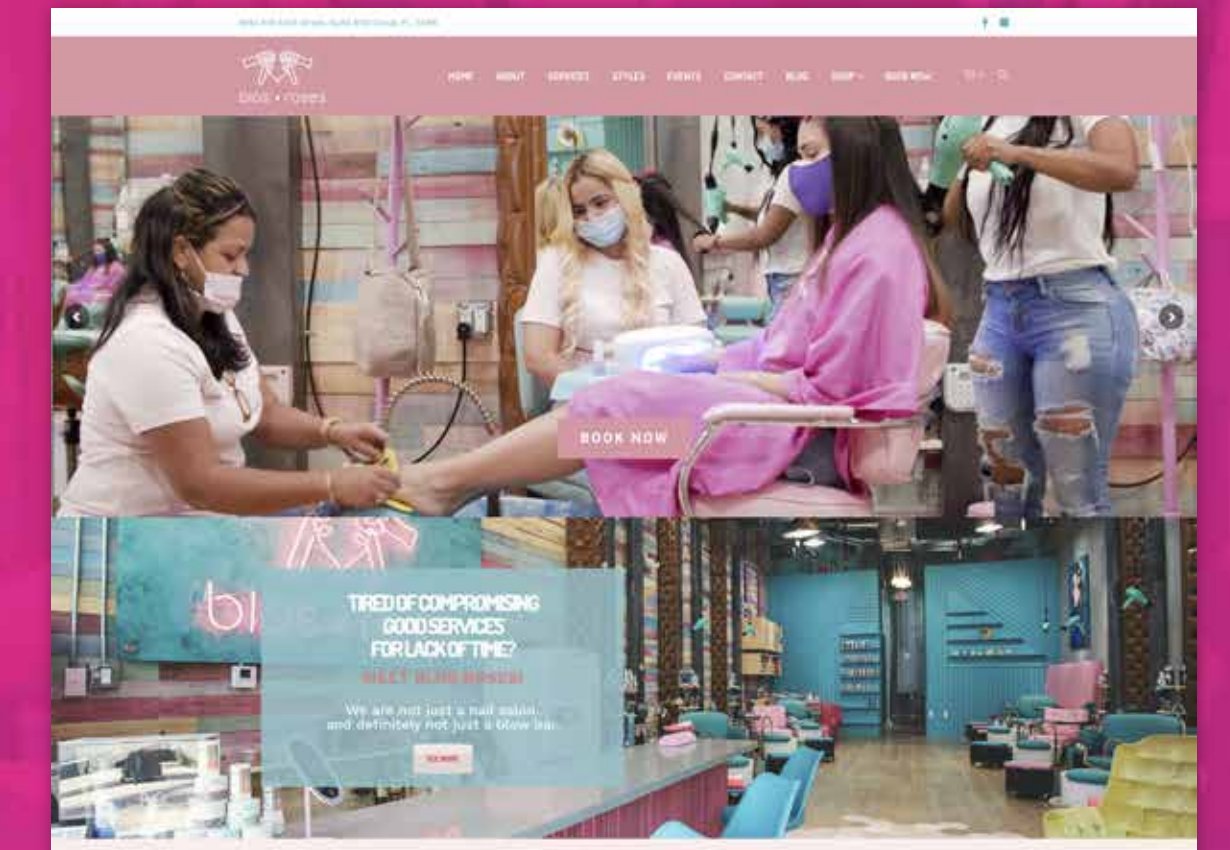 blos • roses
HOME ABOUT SERVICES STYLES EVENTS CONTACT BLOG SHOP BOOK NOW
BOOK NOW
bl
TIRED OF COMPROMISING
GOOD SERVICES
FOR LACK OF TIME?
We are not just a nail salon..
and definitely not just a blow bar..